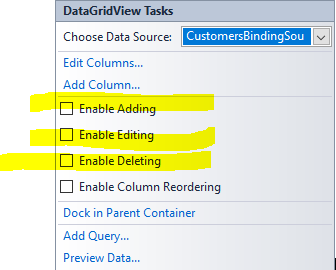 DataGridView Tasks
Choose Data Source: CustomersBindingSou
Edit Columns...
Add Column...
Enable Adding
Enable Editing
Enable Deleting
Enable Column Reordering
Dock in Parent Container
Add Query...
Preview Data...